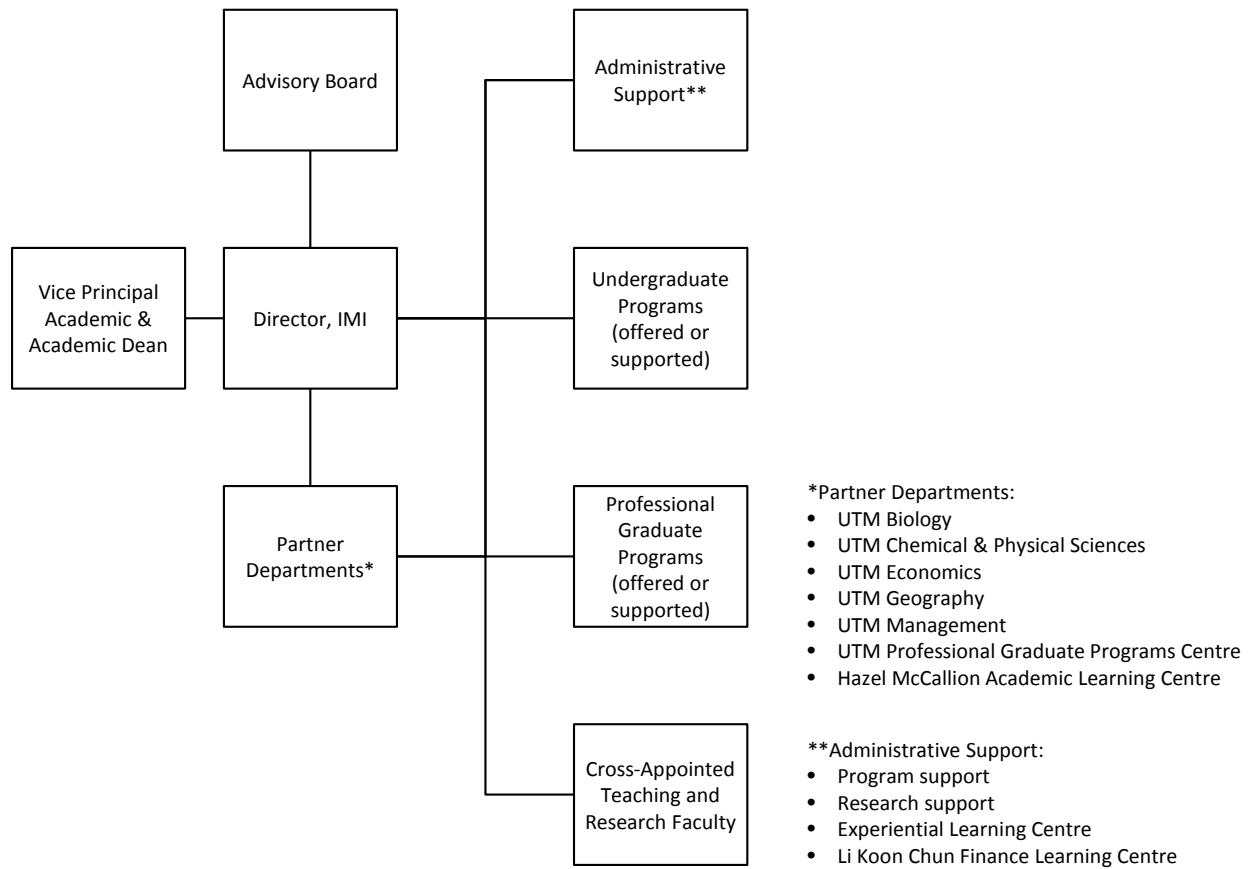 Advisory Board
Administrative
Support**
Vice Principal
Academic &
Academic Dean
Director, IMI
Undergraduate
Programs
(offered or
supported)
Partner
Departments*
Professional
Graduate
Programs
(offered or
supported)
*Partner Departments:
• UTM Biology
• UTM Chemical & Physical Sciences
• UTM Economics
• UTM Geography
• UTM Management
• UTM Professional Graduate Programs Centre
• Hazel McCallion Academic Learning Centre
Cross-Appointed
Teaching and
Research Faculty
**Administrative Support:
• Program support
• Research support
• Experiential Learning Centre
• Li Koon Chun Finance Learning Centre